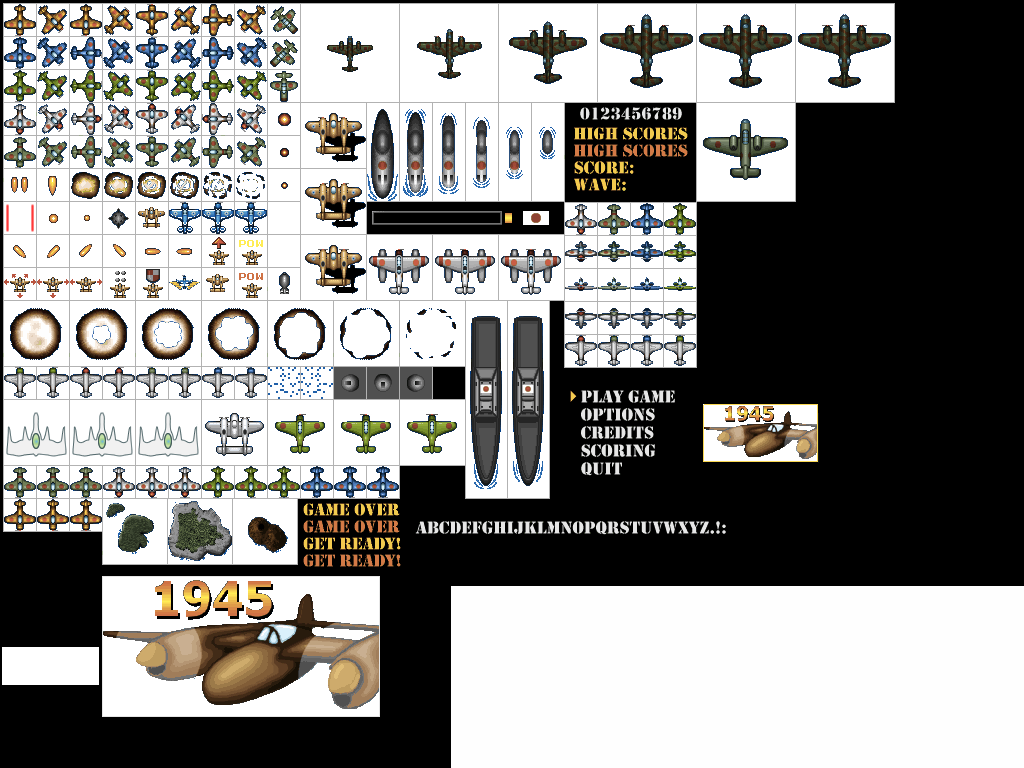 0123456789
HIGH SCORES
HIGH SCORES
SCORE:
WAVE:
POW
POW
PLAY GAME
OPTIONS
CREDITS
SCORING
QUIT
1945
GAME OVER
GAME OVER
GET READY!
GET READY!
ABCDEFGHIJKLMNOPQRSTUVWXYZ.!:
1945